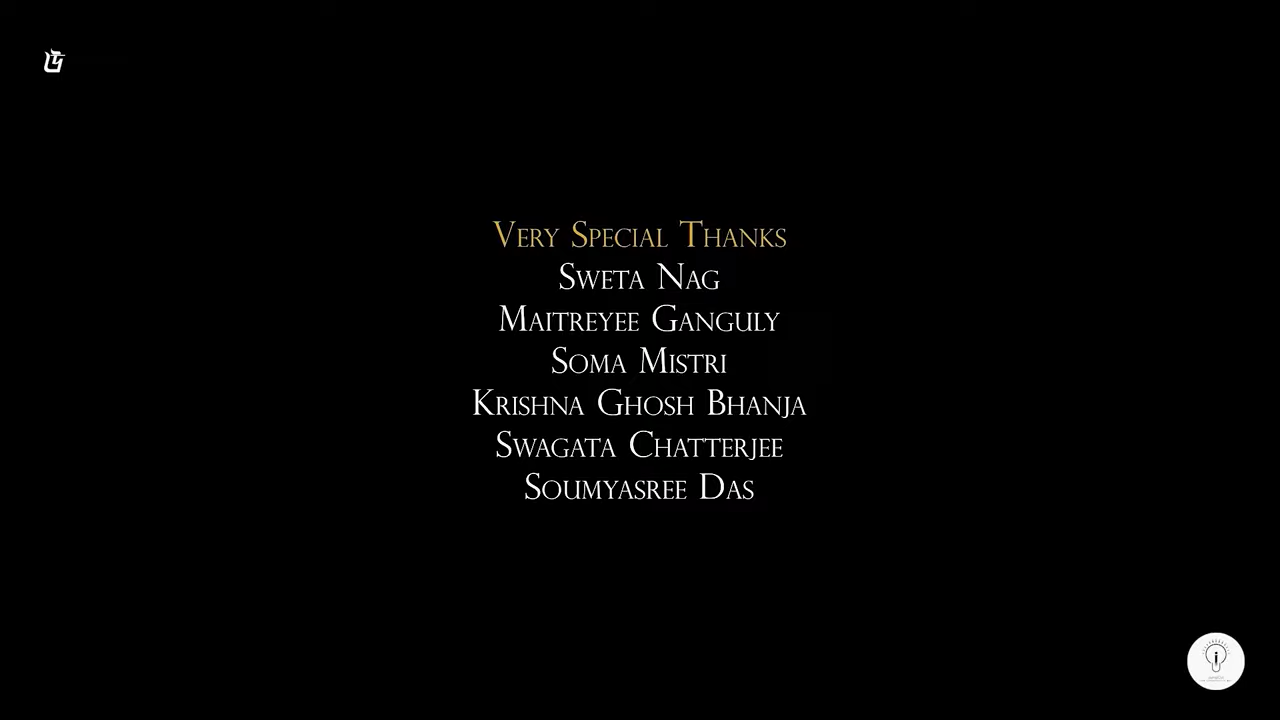 Very Special Thanks
Sweta Nag
Maitreyee Ganguly
Soma Mistri
Krishna Ghosh Bhanja
Swagata Chatterjee
Soumyasree Das